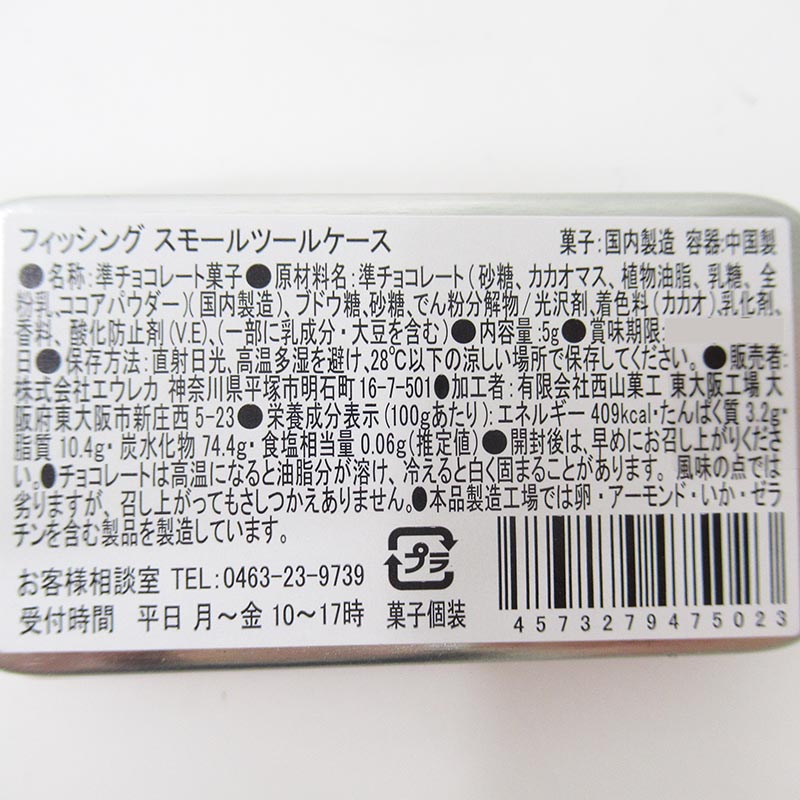 フィッシング スモールツールケース 菓子:国内製造 容器:中国製
●名称:準チョコレート菓子●原材料名:準チョコレート(砂糖、カカオマス、植物油脂、乳糖、全
粉乳、ココアパウダー)(国内製造)、ブドウ糖、砂糖、でん粉分解物/光沢剤、着色料(カカオ)、乳化剤、
香料、酸化防止剤(V.E)、(一部に乳成分・大豆を含む)●内容量:5g●賞味期限:
日●保存方法:直射日光、高温多湿を避け、28℃以下の涼しい場所で保存してください。●販売者:
株式会社エウレカ 神奈川県平塚市明石町16-7-501●加工者:有限会社西山菓工 東大阪工場 大
阪府東大阪市新庄西5-23●栄養成分表示(100gあたり):エネルギー 409kcal・たんぱく質 3.2g・
脂質 10.4g・炭水化物 74.4g・食塩相当量 0.06g(推定値)●開封後は、早めにお召し上がりくださ
い。●チョコレートは高温になると油脂分が溶け、冷えると白く固まることがあります。風味の点では
劣りますが、召し上がってもさしつかえありません。●本品製造工場では卵・アーモンド・いか・ゼラ
チンを含む製品を製造しています。
お客様相談室 TEL:0463-23-9739
受付時間 平日 月～金 10～17時
プラ
菓子個装
4573279475023